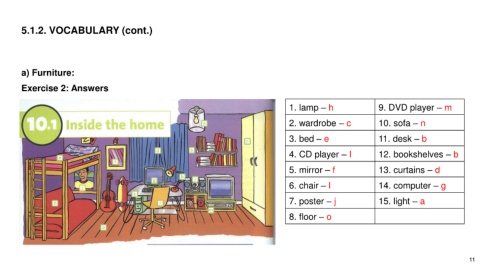 5.1.2. VOCABULARY (cont.)
a) Furniture:
Exercise 2: Answers
10.1 Inside the home
1. lamp – h
9. DVD player – m
2. wardrobe – c
10. sofa – n
3. bed – e
11. desk – b
4. CD player – l
12. bookshelves – b
5. mirror – f
13. curtains – d
6. chair – l
14. computer – g
7. poster – j
15. light – a
8. floor – o
11